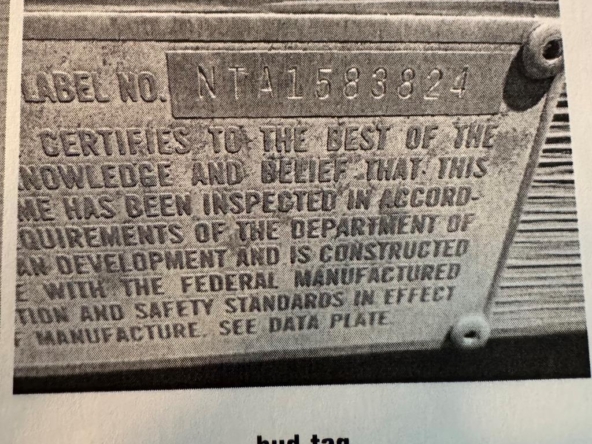 LABEL NO. NTA1583824
CERTIFIES TO THE BEST OF THE
KNOWLEDGE AND BELIEF THAT THIS
ME HAS BEEN INSPECTED IN ACCORD-
QUIREMENTS OF THE DEPARTMENT OF
AN DEVELOPMENT AND IS CONSTRUCTED
E WITH THE FEDERAL MANUFACTURED
TION AND SAFETY STANDARDS IN EFFECT
F MANUFACTURE. SEE DATA PLATE.
hud tag